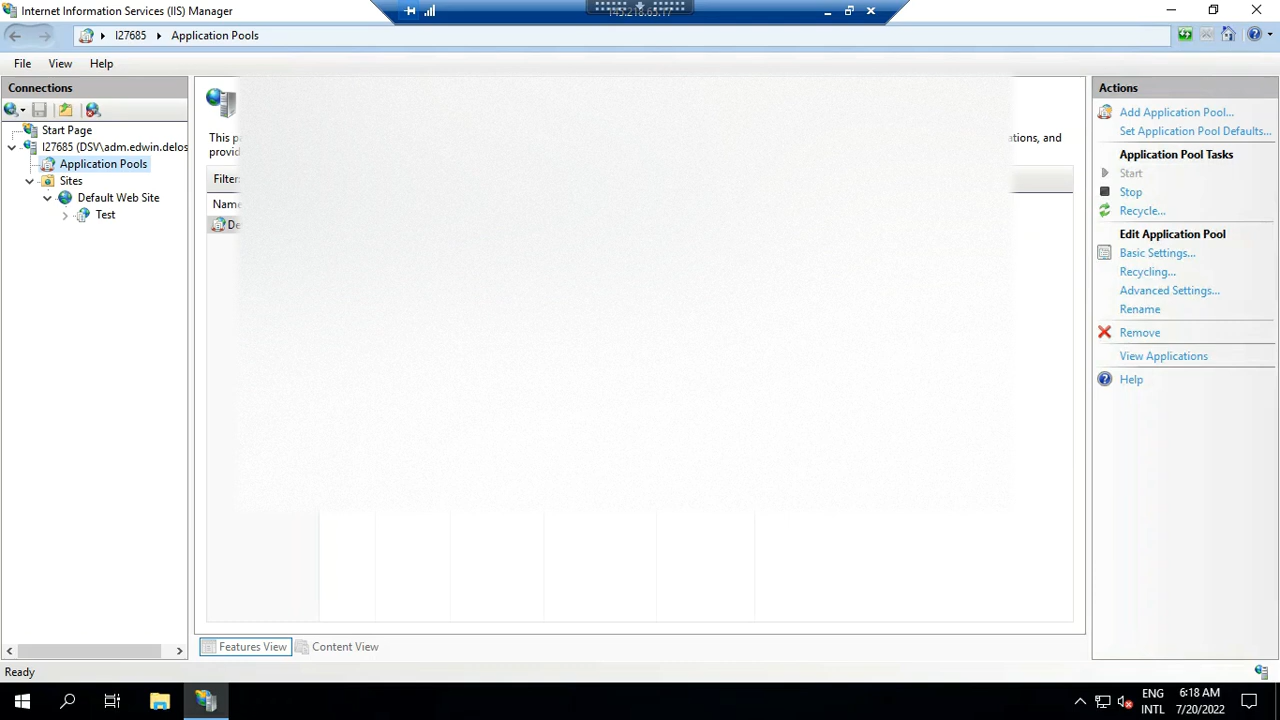 Internet Information Services (IIS) Manager
I27685
Application Pools
File
View
Help
Connections
Start Page
I27685 (DSV\adm.edwin.delos
Application Pools
Sites
Default Web Site
Test
This pa
ations, and
provid
Filter:
Name
De
Features View
Content View
Actions
Add Application Pool...
Set Application Pool Defaults...
Application Pool Tasks
Start
Stop
Recycle...
Edit Application Pool
Basic Settings...
Recycling...
Advanced Settings...
Rename
Remove
View Applications
Help
Ready
ENG
INTL
6:18 AM
7/20/2022